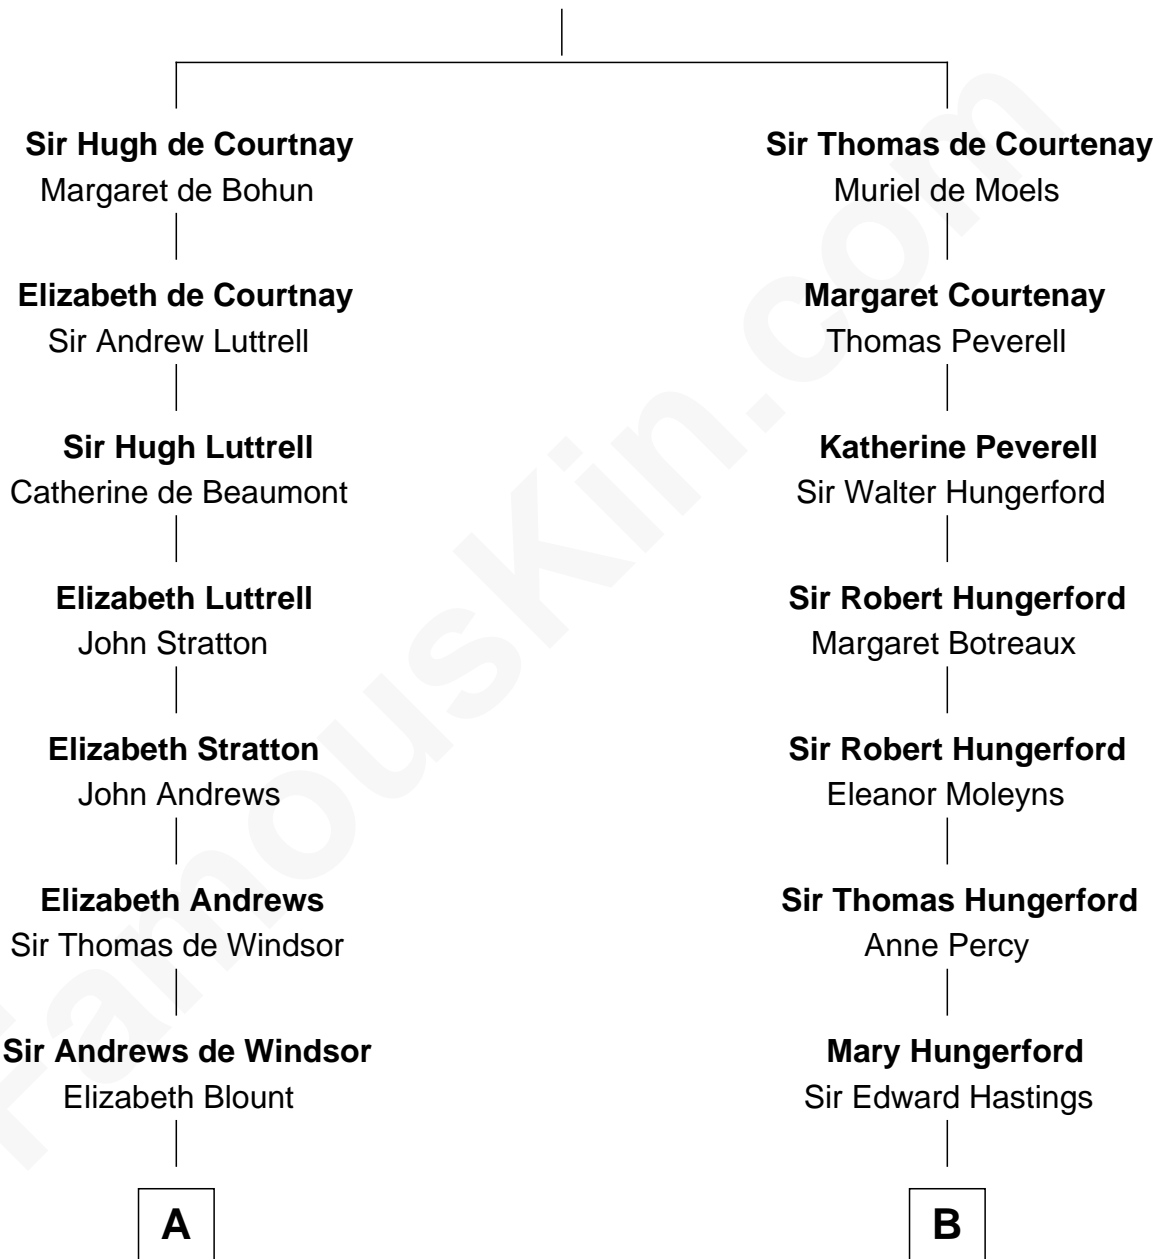 Sir Hugh de Courtnay
Margaret de Bohun
Sir Thomas de Courtenay
Muriel de Moels
Elizabeth de Courtnay
Sir Andrew Luttrell
Margaret Courtenay
Thomas Peverell
Sir Hugh Luttrell
Catherine de Beaumont
Katherine Peverell
Sir Walter Hungerford
Elizabeth Luttrell
John Stratton
Sir Robert Hungerford
Margaret Botreaux
Elizabeth Stratton
John Andrews
Sir Robert Hungerford
Eleanor Moleyns
Elizabeth Andrews
Sir Thomas de Windsor
Sir Thomas Hungerford
Anne Percy
Sir Andrews de Windsor
Elizabeth Blount
Mary Hungerford
Sir Edward Hastings
A
B
FamousKin.com